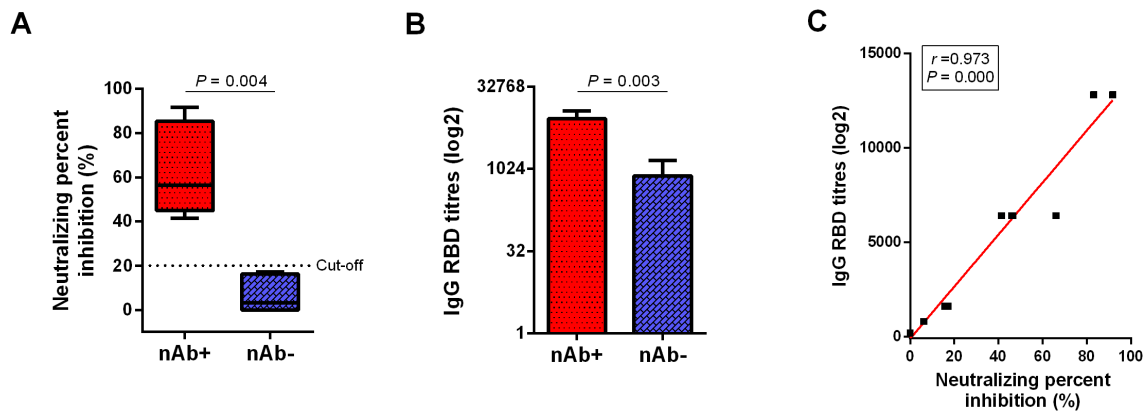 A
Neutralizing percent
inhibition (%)
P = 0.004
100
80
60
40
20
0
Cut-off
nAb+
nAb-
B
IgG RBD titres (log2)
P = 0.003
32768
1024
32
1
nAb+
nAb-
C
IgG RBD titres (log2)
r=0.973
P = 0.000
15000
10000
5000
0
0
20
40
60
80
100
Neutralizing percent
inhibition (%)